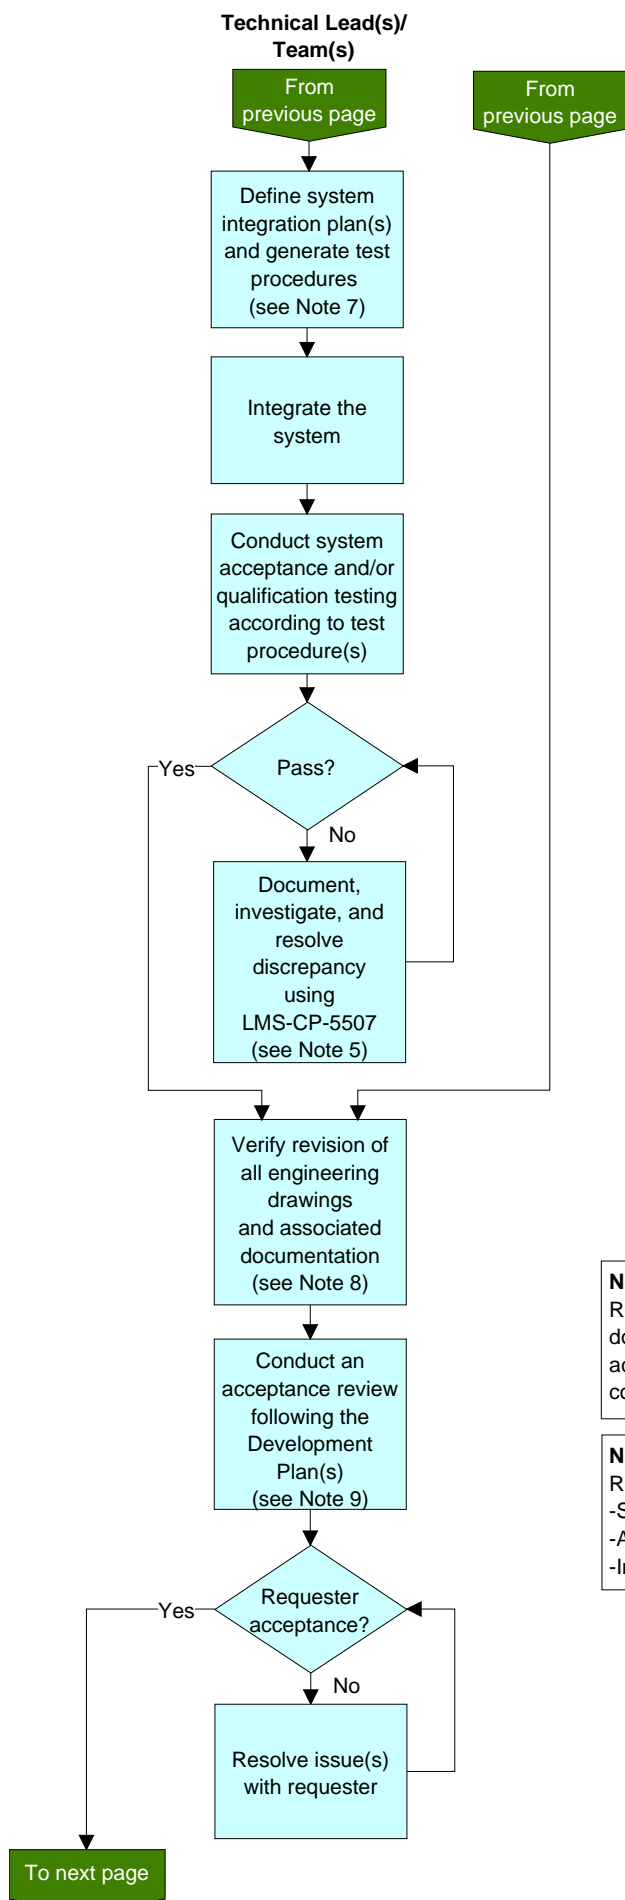 Technical Lead(s)/
Team(s)
From
previous page
From
previous page
Define system
integration plan(s)
and generate test
procedures
(see Note 7)
Integrate the
system
Conduct system
acceptance and/or
qualification testing
according to test
procedure(s)
Yes
Pass?
No
Document,
investigate, and
resolve
discrepancy
using
LMS-CP-5507
(see Note 5)
Verify revision of
all engineering
drawings
and associated
documentation
(see Note 8)
Conduct an
acceptance review
following the
Development
Plan(s)
(see Note 9)
Yes
Requester
acceptance?
No
Resolve issue(s)
with requester
To next page